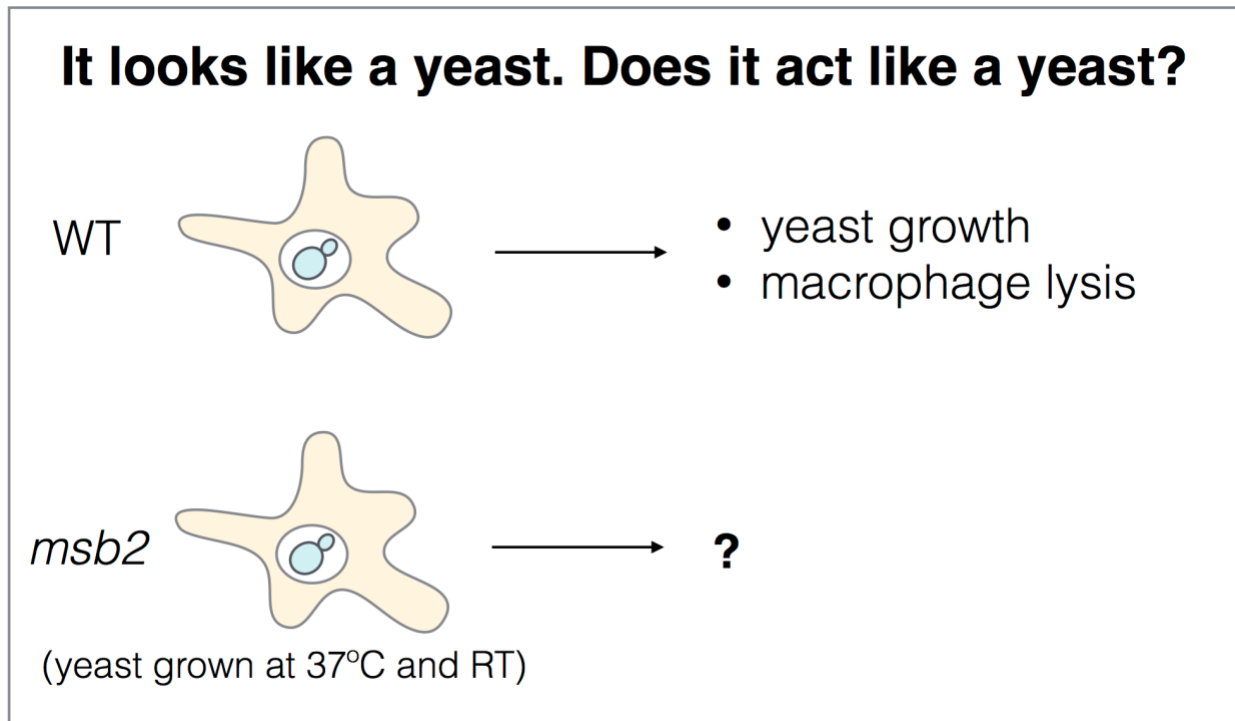 It looks like a yeast. Does it act like a yeast?
WT
• yeast growth
• macrophage lysis
msb2
?
(yeast grown at 37°C and RT)